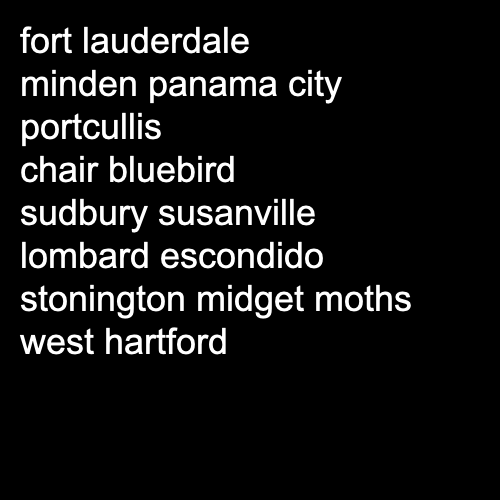 fort lauderdale
minden panama city
portcullis
chair bluebird
sudbury susanville
lombard escondido
stonington midget moths
west hartford